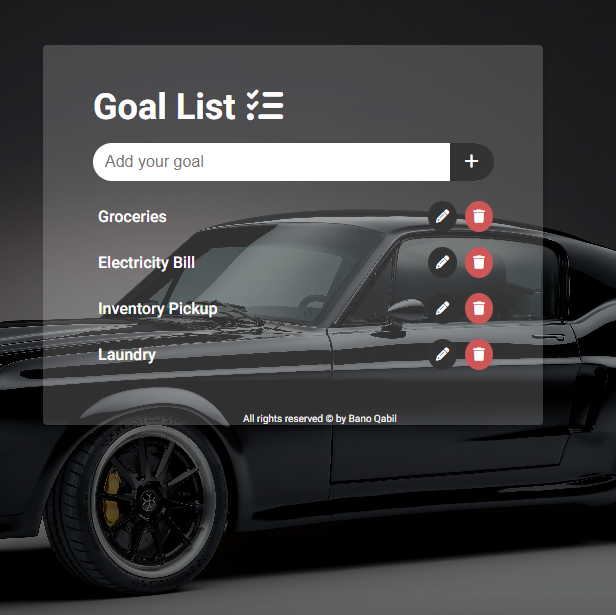 Goal List
Add your goal
Groceries
Electricity Bill
Inventory Pickup
Laundry
All rights reserved © by Bano Qabil